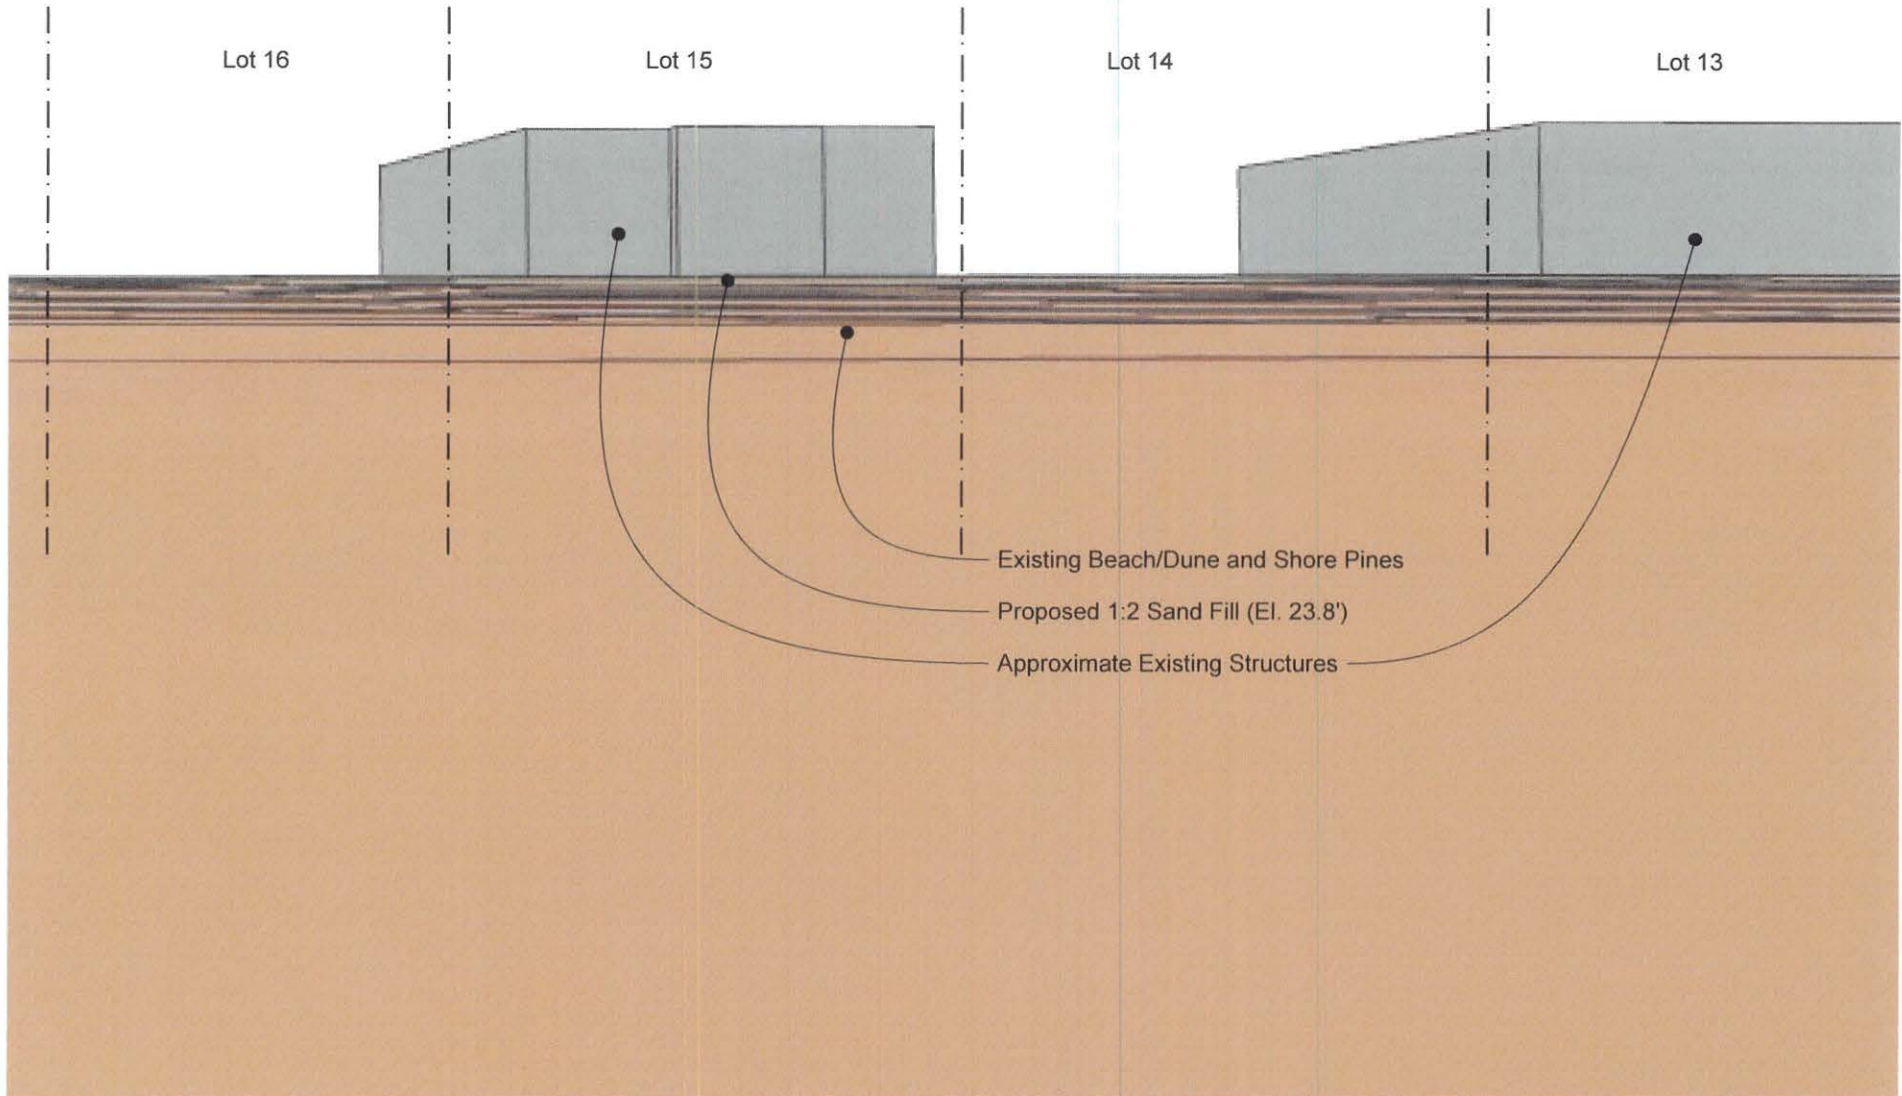 Lot 16
Lot 15
Lot 14
Lot 13
Existing Beach/Dune and Shore Pines
Proposed 1:2 Sand Fill (El. 23.8')
Approximate Existing Structures